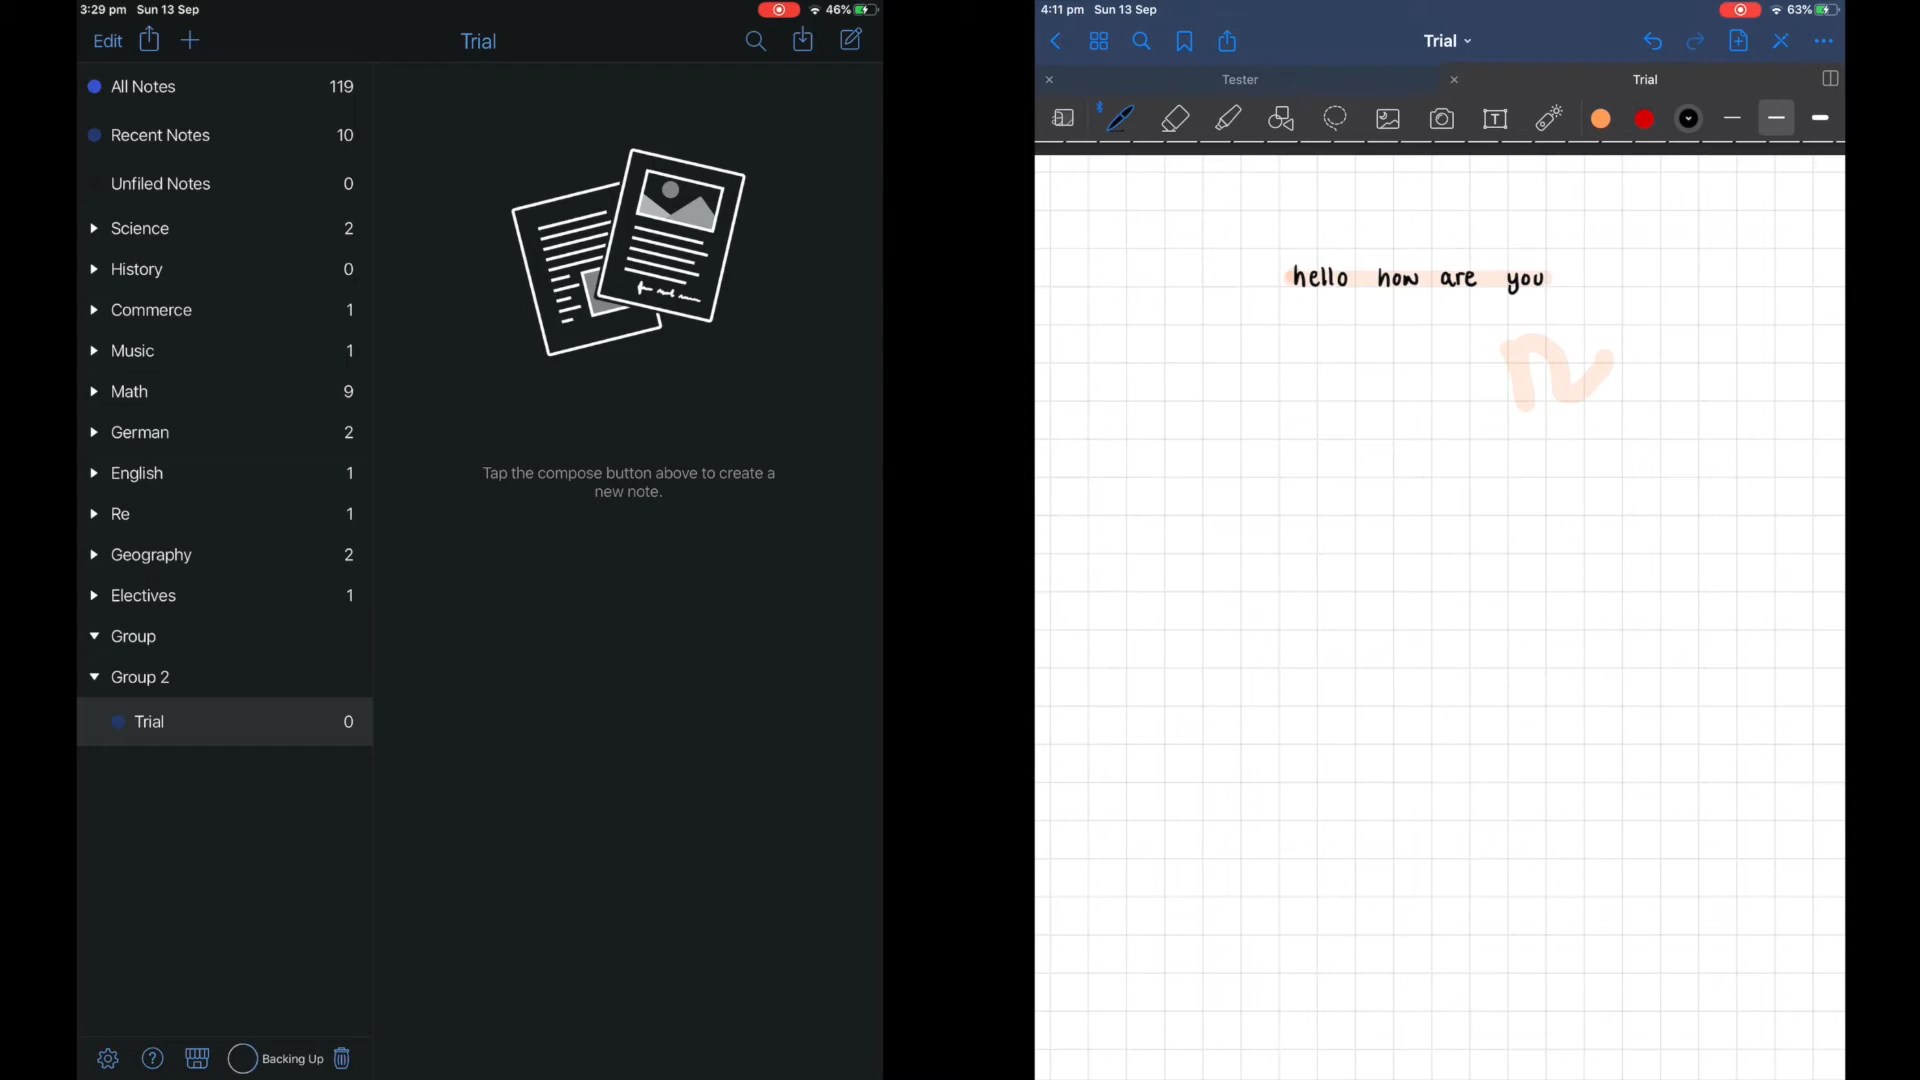 3:29 pm Sun 13 Sep 46%
Edit Trial
All Notes 119
Recent Notes 10
Unfiled Notes 0
Science 2
History 0
Commerce 1
Music 1
Math 9
German 2
English 1
Re 1
Geography 2
Electives 1
Group
Group 2
Trial 0
Tap the compose button above to create a
new note.
? Backing Up
4:11 pm Sun 13 Sep 63%
Trial
Tester Trial
T
hello how are you